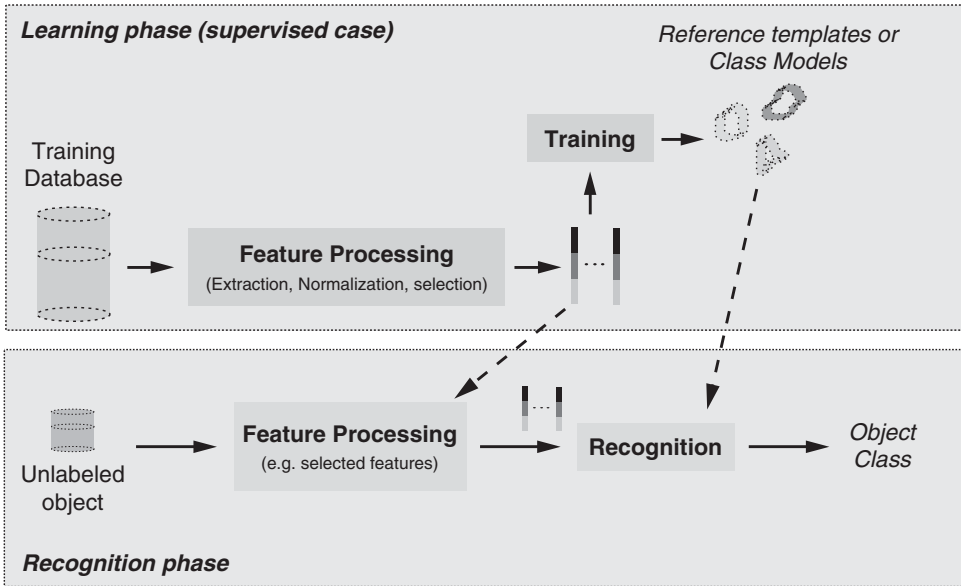 Learning phase (supervised case)
Reference templates or
Class Models
Training
Training
Database
Feature Processing
(Extraction, Normalization, selection)
Unlabeled
object
Feature Processing
(e.g. selected features)
Recognition
Object
Class
Recognition phase